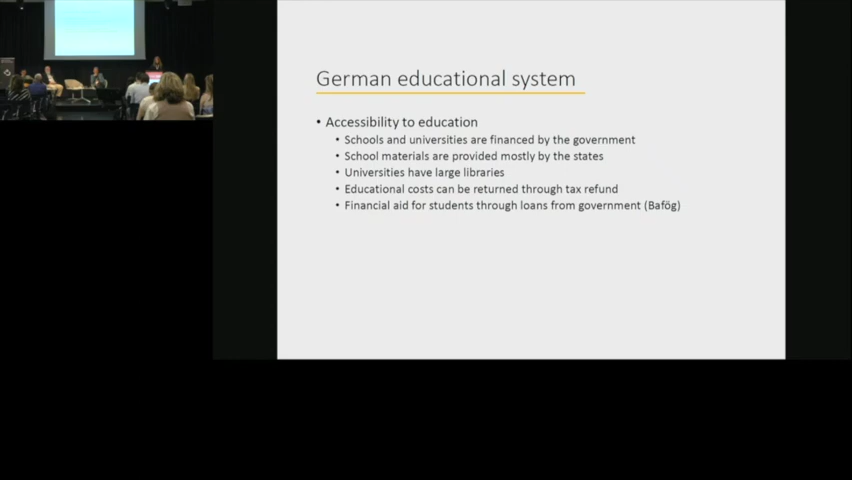 German educational system
• Accessibility to education
• Schools and universities are financed by the government
• School materials are provided mostly by the states
• Universities have large libraries
• Educational costs can be returned through tax refund
• Financial aid for students through loans from government (Bafög)